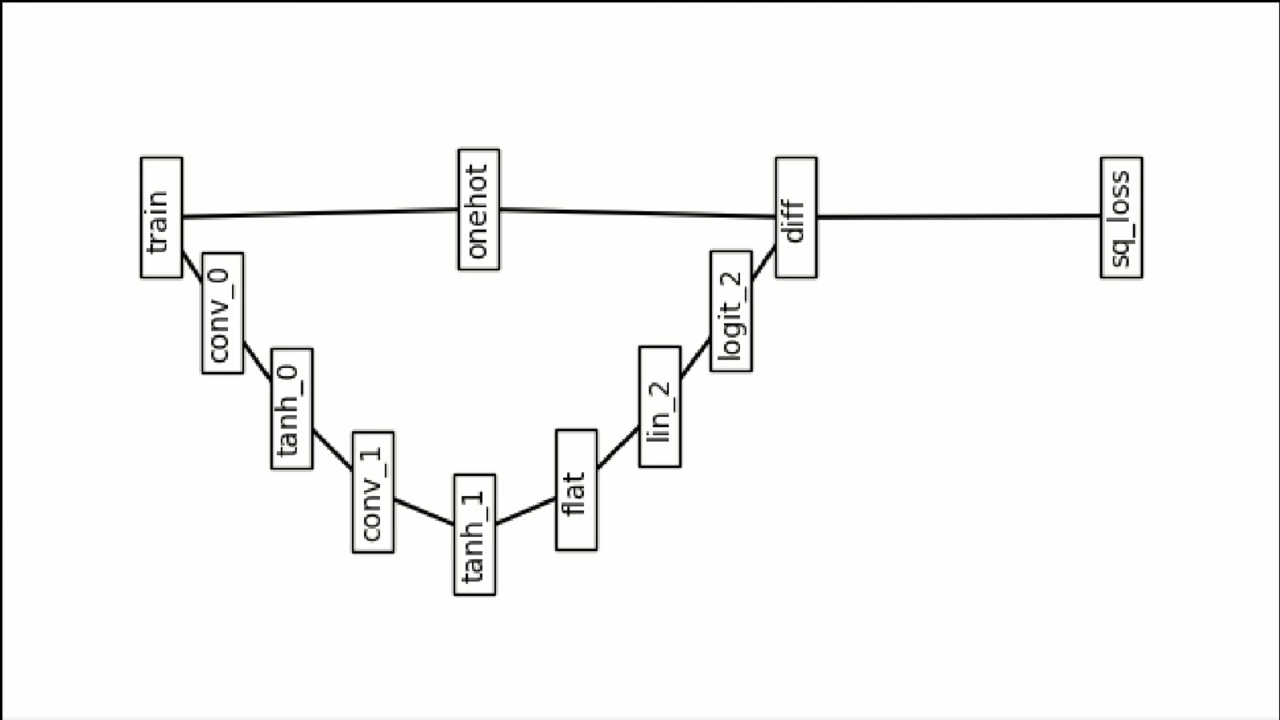 train
onehot
diff
sq_loss
conv_0
tanh_0
conv_1
tanh_1
flat
lin_2
logit_2